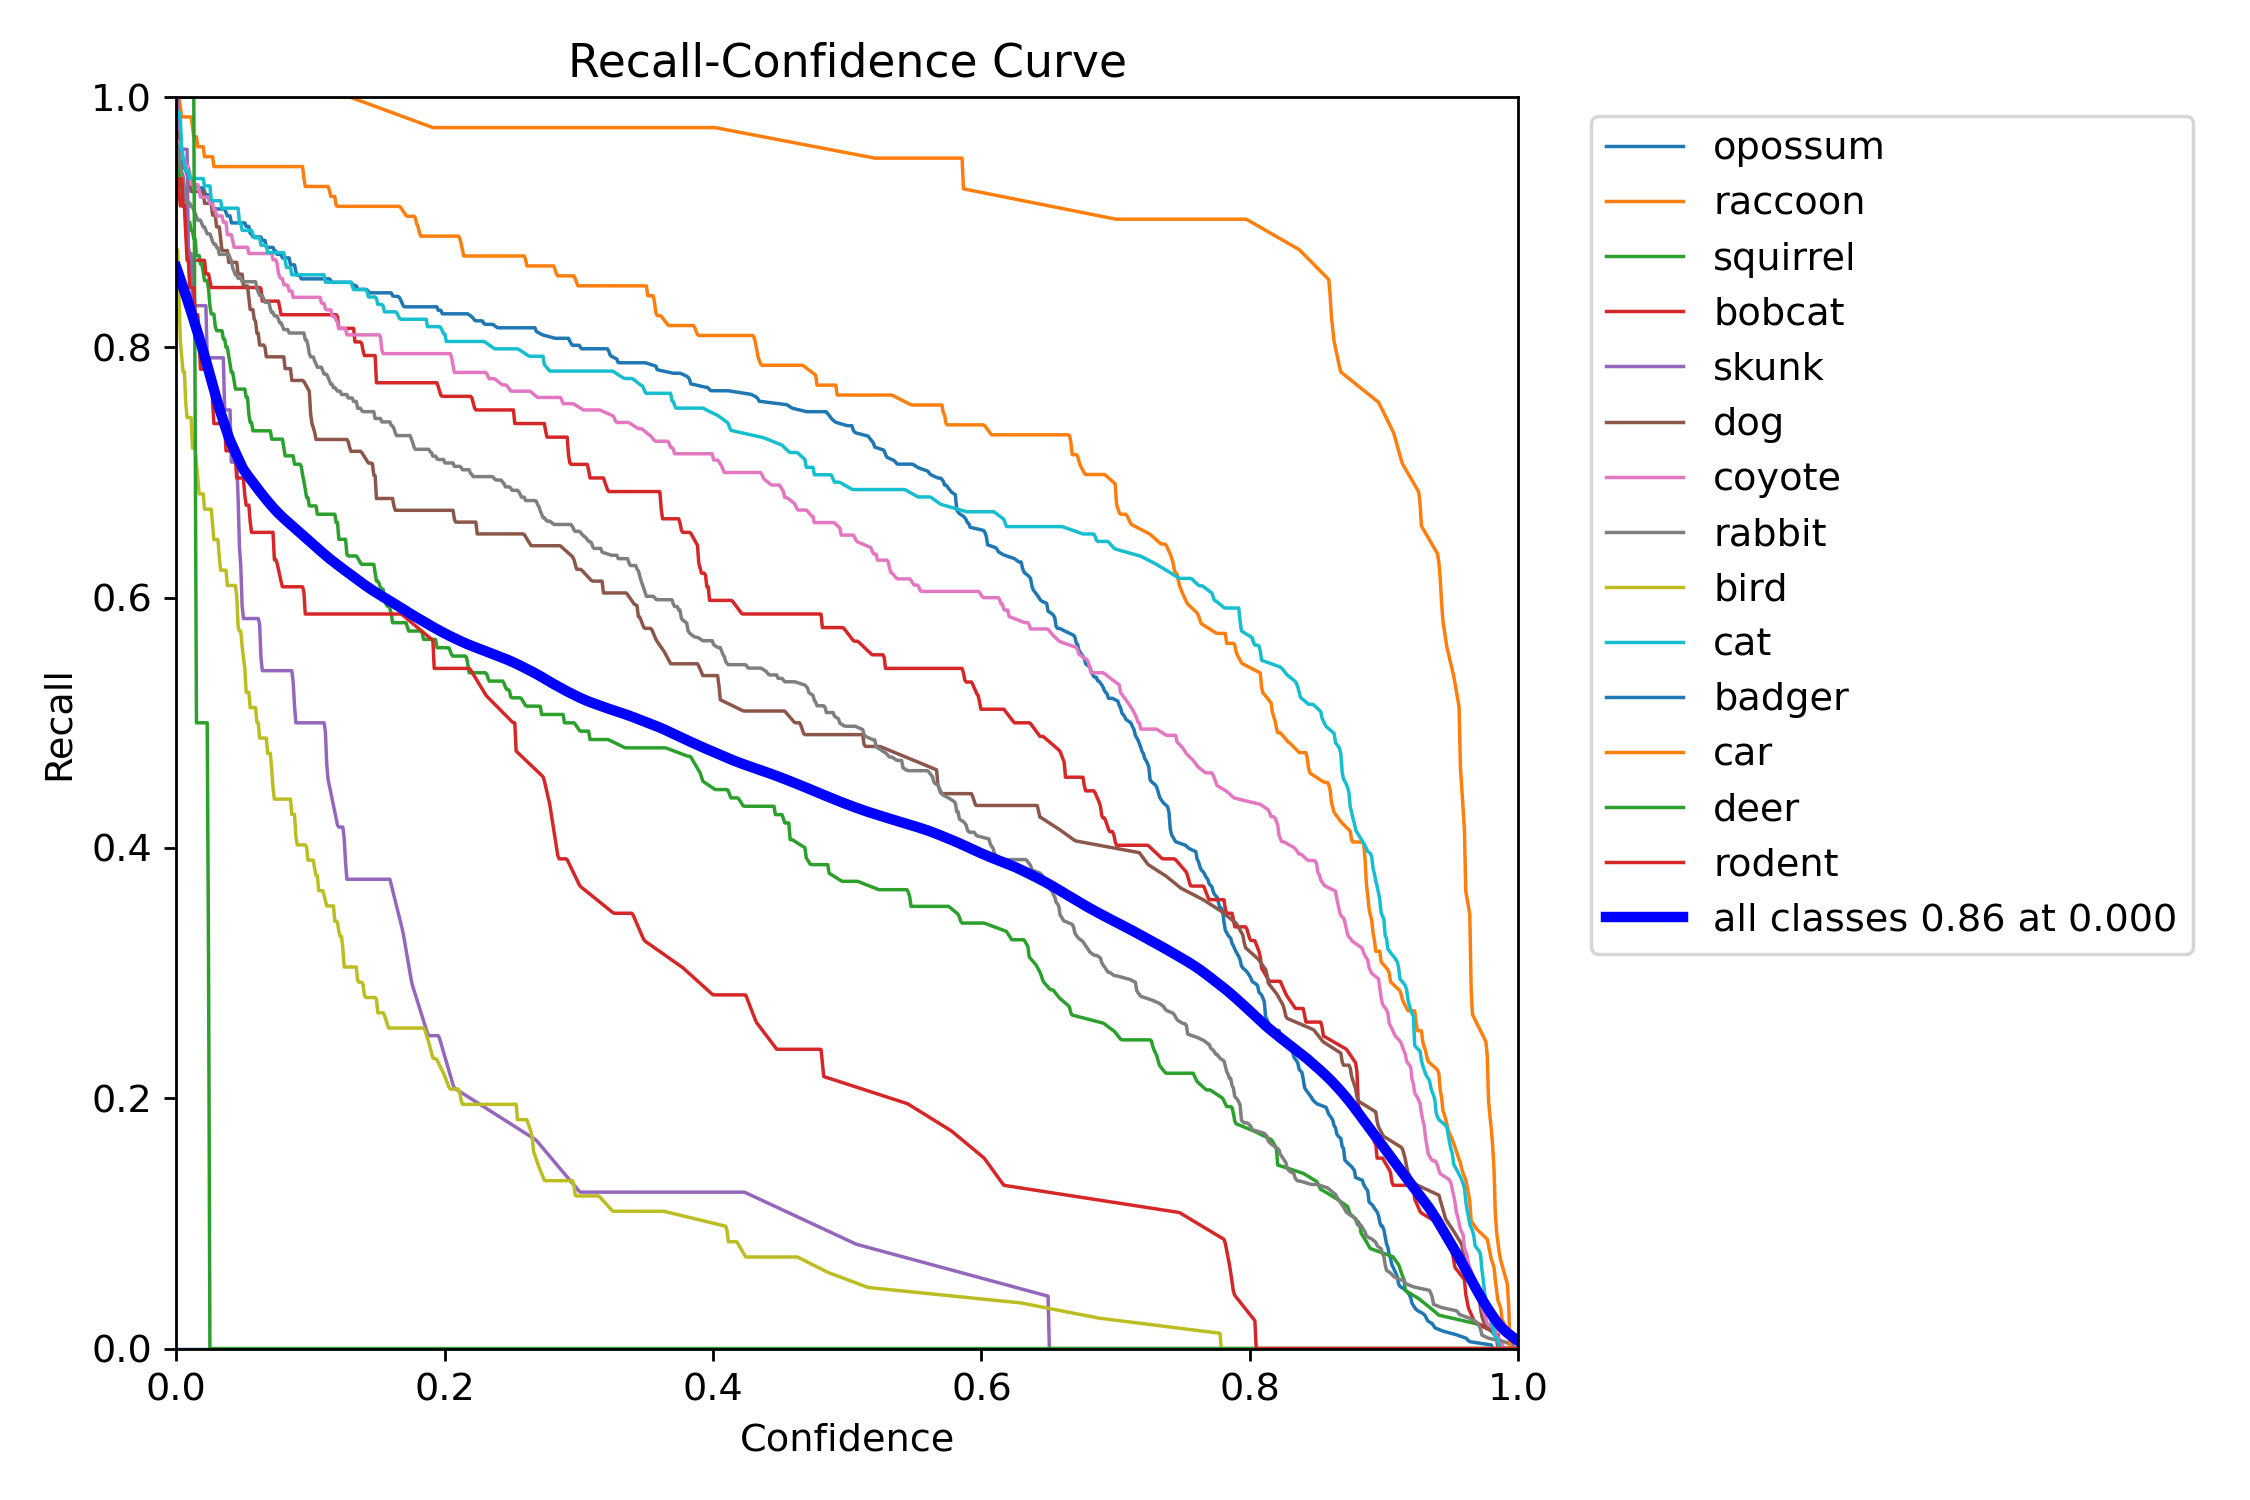 Recall-Confidence Curve
1.0
0.8
0.6
0.4
0.2
0.0
Recall
0.0 0.2 0.4 0.6 0.8 1.0
Confidence
opossum
raccoon
squirrel
bobcat
skunk
dog
coyote
rabbit
bird
cat
badger
car
deer
rodent
all classes 0.86 at 0.000